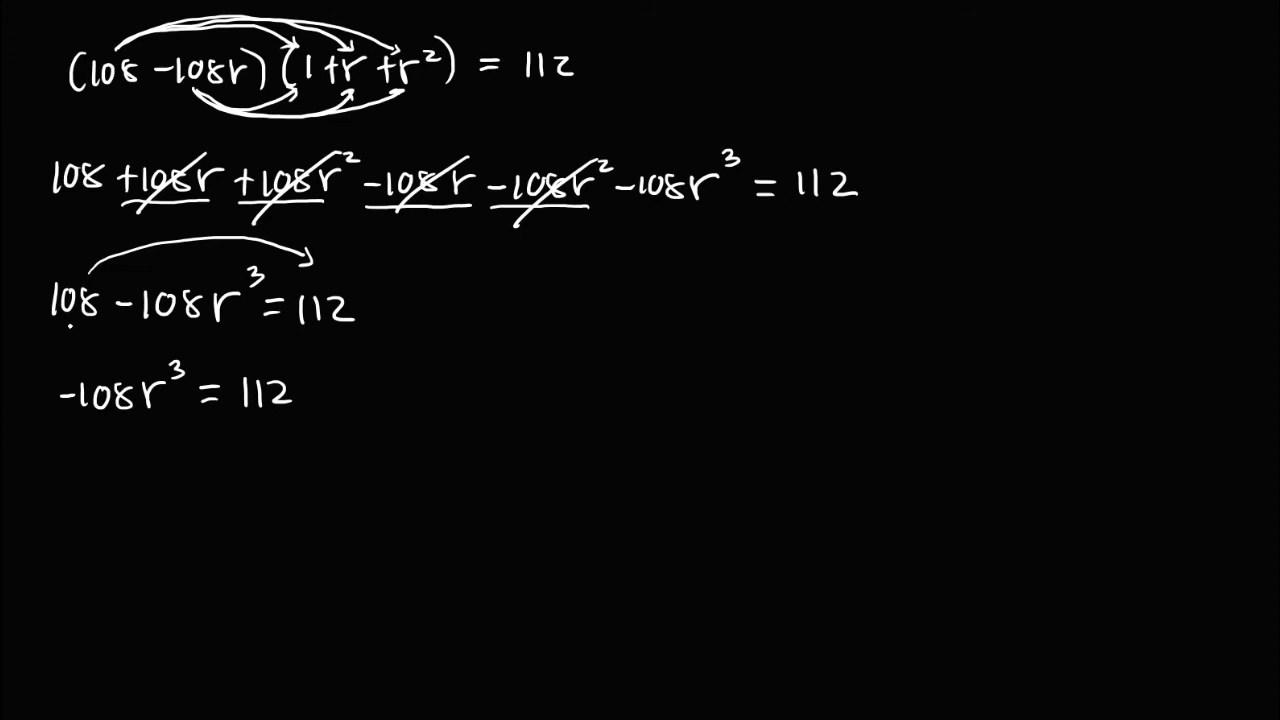 (108 - 108r)(1 + r + r²) = 112
108 + 108r + 108r² - 108r - 108r² - 108r³ = 112
108 - 108r³ = 112
-108r³ = 112